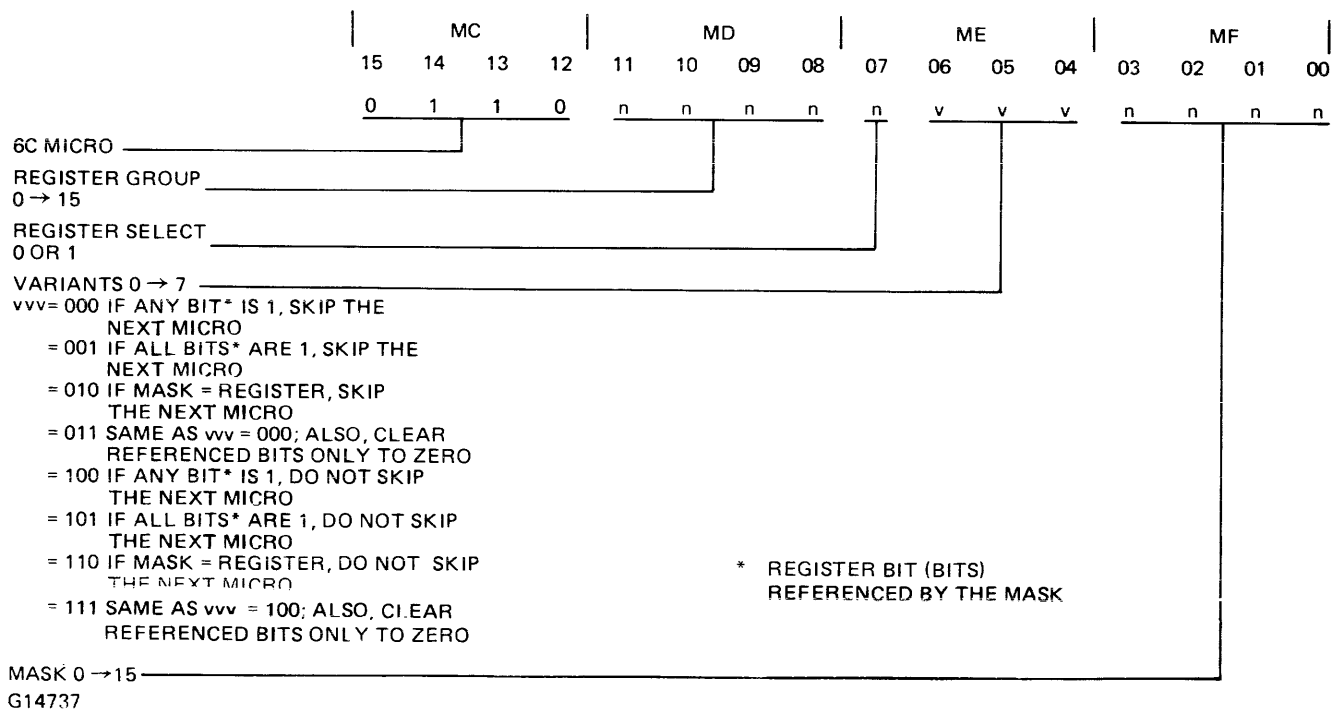 MC MD ME MF
15 14 13 12 11 10 09 08 07 06 05 04 03 02 01 00
0 1 1 0 n n n n n v v v n n n n
6C MICRO
REGISTER GROUP
0 → 15
REGISTER SELECT
0 OR 1
VARIANTS 0 → 7
vvv= 000 IF ANY BIT* IS 1, SKIP THE
NEXT MICRO
= 001 IF ALL BITS* ARE 1, SKIP THE
NEXT MICRO
= 010 IF MASK = REGISTER, SKIP
THE NEXT MICRO
= 011 SAME AS vvv = 000; ALSO, CLEAR
REFERENCED BITS ONLY TO ZERO
= 100 IF ANY BIT* IS 1, DO NOT SKIP
THE NEXT MICRO
= 101 IF ALL BITS* ARE 1, DO NOT SKIP
THE NEXT MICRO
= 110 IF MASK = REGISTER, DO NOT SKIP
THE NEXT MICRO
= 111 SAME AS vvv = 100; ALSO, CLEAR
REFERENCED BITS ONLY TO ZERO
* REGISTER BIT (BITS)
REFERENCED BY THE MASK
MASK 0 → 15
G14737